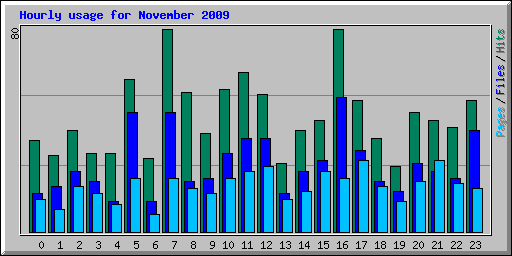 Hourly usage for November 2009
80
Pages / Files / Hits
0 1 2 3 4 5 6 7 8 9 10 11 12 13 14 15 16 17 18 19 20 21 22 23